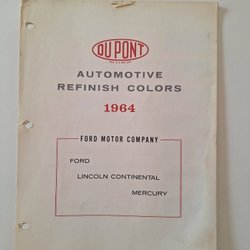 DU PONT
AUTOMOTIVE
REFINISH COLORS
1964
FORD MOTOR COMPANY
FORD
LINCOLN CONTINENTAL
MERCURY